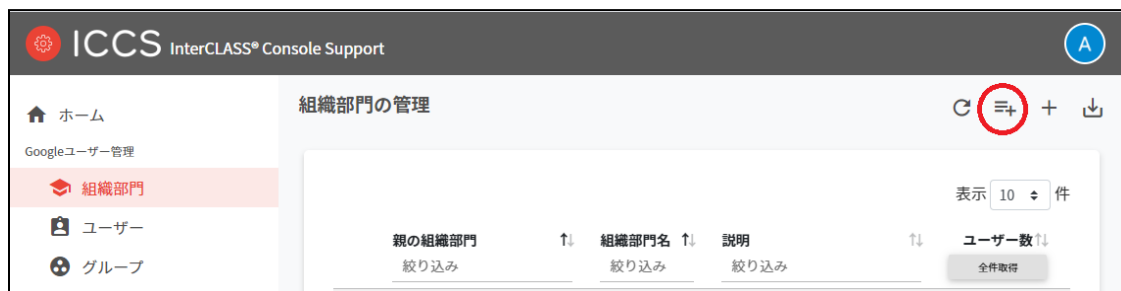 ICCS InterCLASS® Console Support
A
ホーム
組織部門の管理
Googleユーザー管理
組織部門
ユーザー
グループ
表示 10 件
親の組織部門 組織部門名 説明 ユーザー数
絞り込み 絞り込み 絞り込み 全件取得